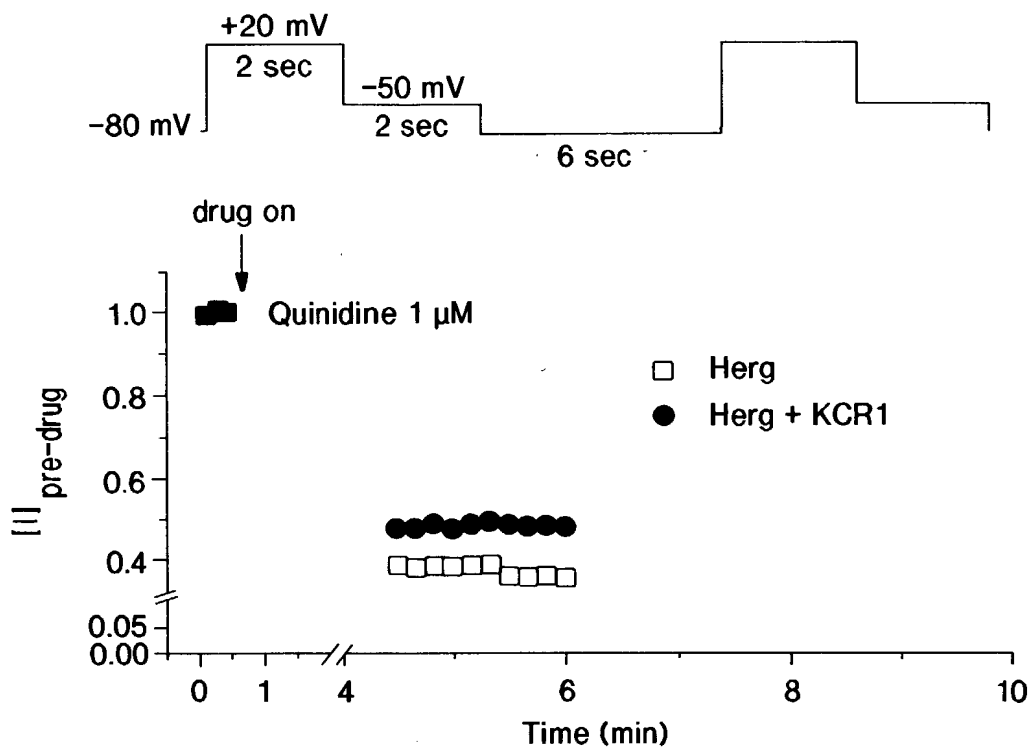 +20 mV
2 sec
−50 mV
−80 mV
2 sec
6 sec
drug on
Quinidine 1 µM
Herg
Herg + KCR1
[I] pre-drug
1.0
0.8
0.6
0.4
0.05
0.00
0 1 4 6 8 10
Time (min)